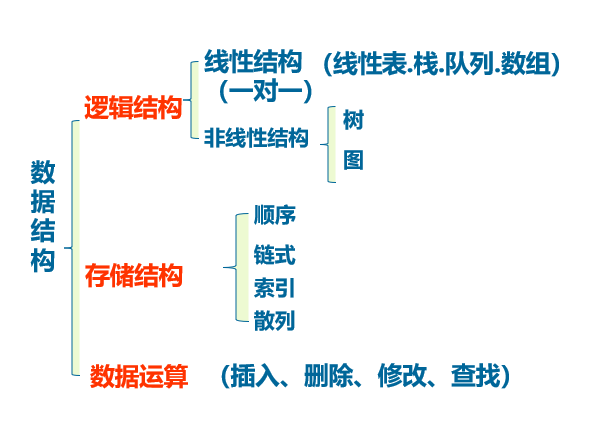 数据结构
逻辑结构
线性结构 （线性表.栈.队列.数组）
（一对一）
非线性结构
树
图
存储结构
顺序
链式
索引
散列
数据运算 （插入、删除、修改、查找）